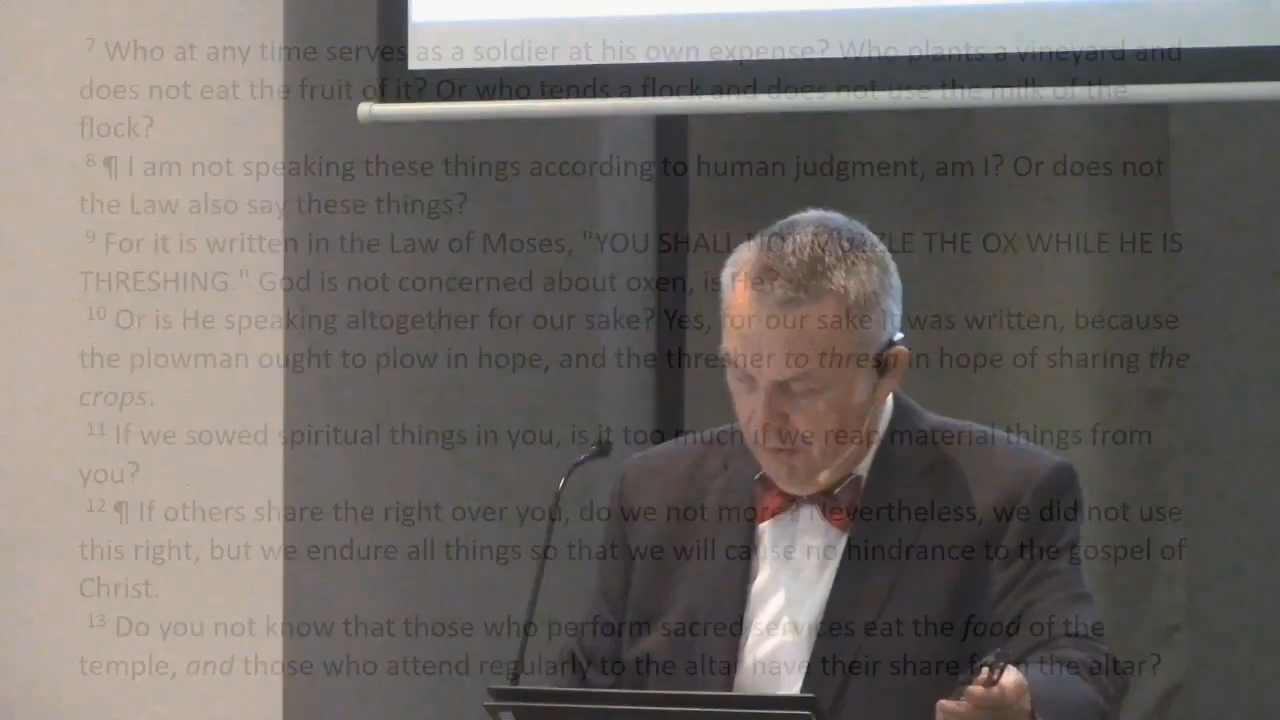 7 Who at any time serves as a soldier at his own expense? Who plants a vineyard and
does not eat the fruit of it? Or who tends a flock and does not use the milk of the
flock?
8 ¶ I am not speaking these things according to human judgment, am I? Or does not
the Law also say these things?
9 For it is written in the Law of Moses, "YOU SHALL NOT MUZZLE THE OX WHILE HE IS
THRESHING." God is not concerned about oxen, is He?
10 Or is He speaking altogether for our sake? Yes, for our sake it was written, because
the plowman ought to plow in hope, and the thresher to thresh in hope of sharing the
crops.
11 If we sowed spiritual things in you, is it too much if we reap material things from
you?
12 ¶ If others share the right over you, do we not more? Nevertheless, we did not use
this right, but we endure all things so that we will cause no hindrance to the gospel of
Christ.
13 Do you not know that those who perform sacred services eat the food of the
temple, and those who attend regularly to the altar have their share from the altar?